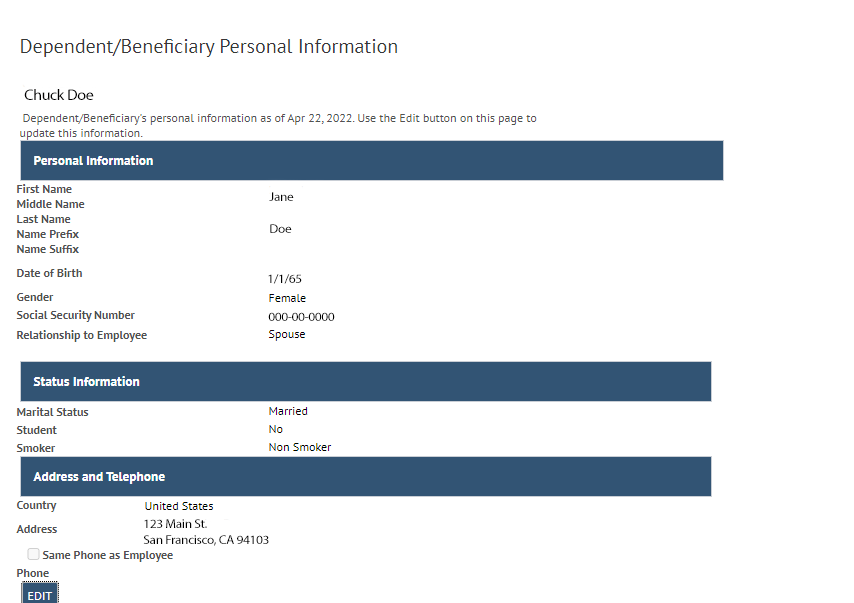 Dependent/Beneficiary Personal Information
Chuck Doe
Dependent/Beneficiary's personal information as of Apr 22, 2022. Use the Edit button on this page to
update this information.
Personal Information
First Name Jane
Middle Name
Last Name Doe
Name Prefix
Name Suffix
Date of Birth 1/1/65
Gender Female
Social Security Number 000-00-0000
Relationship to Employee Spouse
Status Information
Marital Status Married
Student No
Smoker Non Smoker
Address and Telephone
Country United States
Address 123 Main St.
San Francisco, CA 94103
Same Phone as Employee
Phone
EDIT